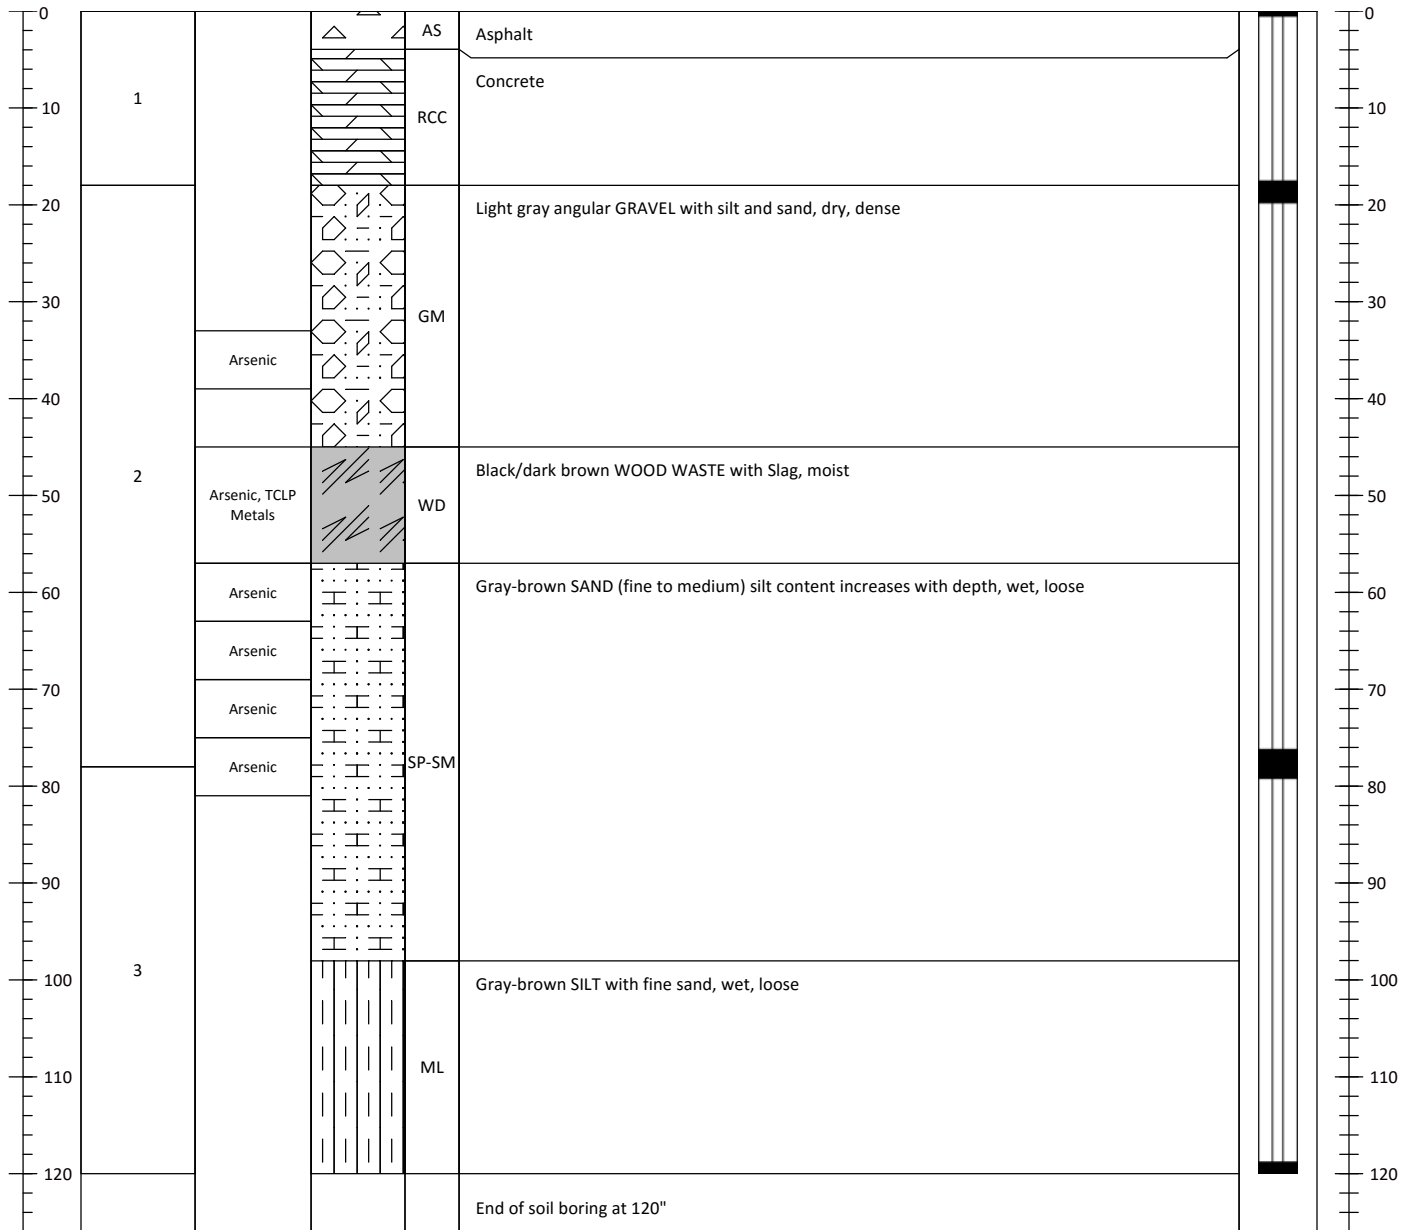 0
AS
Asphalt
0
Concrete
1
10
RCC
10
20
Light gray angular GRAVEL with silt and sand, dry, dense
20
30
GM
30
Arsenic
40
40
2
Black/dark brown WOOD WASTE with Slag, moist
50
Arsenic, TCLP
Metals
WD
50
60
Arsenic
Gray-brown SAND (fine to medium) silt content increases with depth, wet, loose
60
Arsenic
70
Arsenic
70
Arsenic
SP-SM
80
80
90
90
3
100
Gray-brown SILT with fine sand, wet, loose
100
ML
110
110
120
120
End of soil boring at 120"